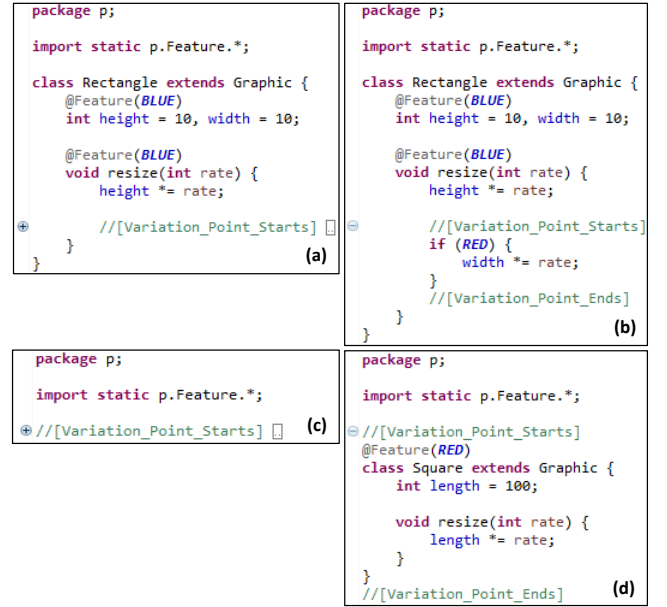 package p;
import static p.Feature.*;
class Rectangle extends Graphic {
@Feature(BLUE)
int height = 10, width = 10;
@Feature(BLUE)
void resize(int rate) {
height *= rate;
//[Variation_Point_Starts] ..
}
}
(a)
package p;
import static p.Feature.*;
class Rectangle extends Graphic {
@Feature(BLUE)
int height = 10, width = 10;
@Feature(BLUE)
void resize(int rate) {
height *= rate;
//[Variation_Point_Starts]
if (RED) {
width *= rate;
}
//[Variation_Point_Ends]
}
}
(b)
package p;
import static p.Feature.*;
//[Variation_Point_Starts] ..
(c)
package p;
import static p.Feature.*;
//[Variation_Point_Starts]
@Feature(RED)
class Square extends Graphic {
int length = 100;
void resize(int rate) {
length *= rate;
}
}
//[Variation_Point_Ends]
(d)